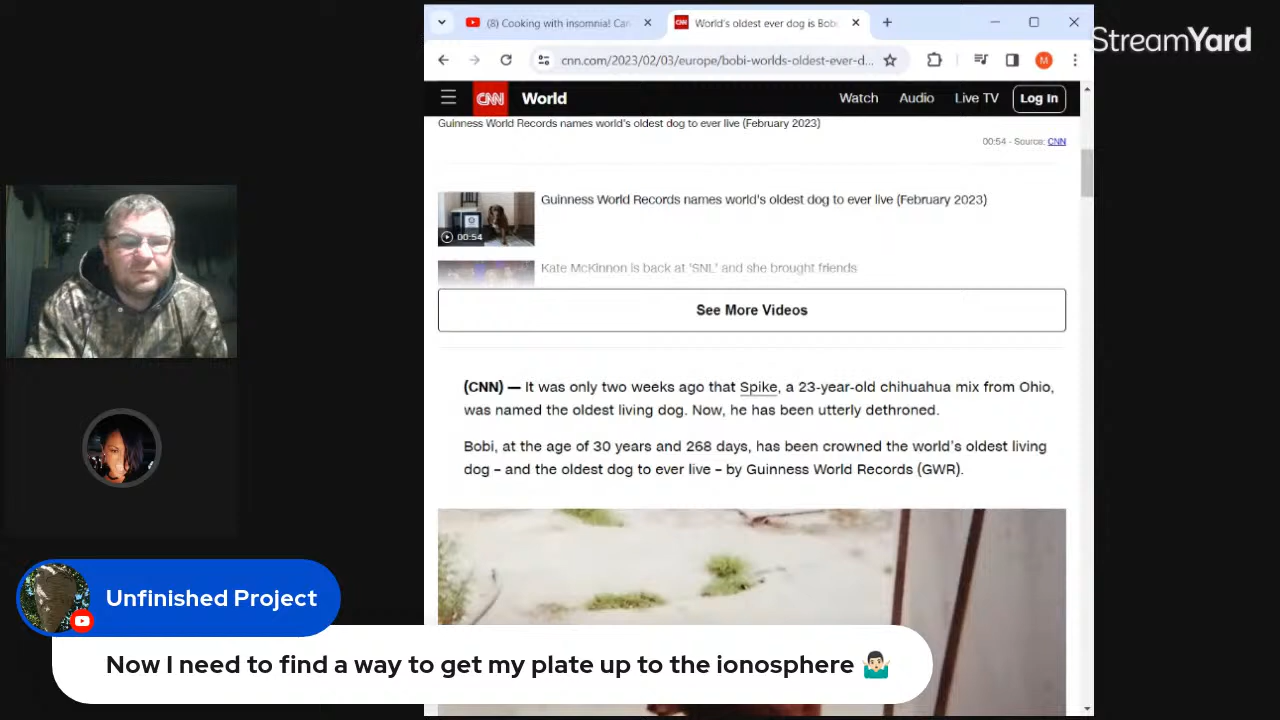 (8) Cooking with insomnia! Car
World's oldest ever dog is Bobi
StreamYard
cnn.com/2023/02/03/europe/bobi-worlds-oldest-ever-d...
M
CNN World Watch Audio Live TV Log In
Guinness World Records names world's oldest dog to ever live (February 2023)
00:54 - Source: CNN
Guinness World Records names world's oldest dog to ever live (February 2023)
00:54
Kate McKinnon is back at 'SNL' and she brought friends
See More Videos
(CNN) — It was only two weeks ago that Spike, a 23-year-old chihuahua mix from Ohio,
was named the oldest living dog. Now, he has been utterly dethroned.
Bobi, at the age of 30 years and 268 days, has been crowned the world's oldest living
dog – and the oldest dog to ever live – by Guinness World Records (GWR).
Unfinished Project
Now I need to find a way to get my plate up to the ionosphere 🤷🏻‍♂️